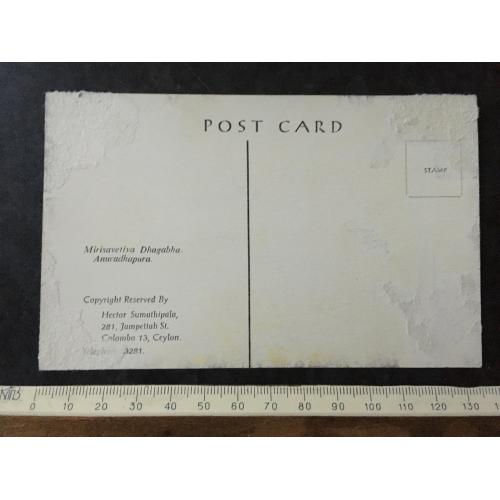 POST CARD
STAMP
Mirisavetiya Dhagabha.
Anuradhapura.
Copyright Reserved By
Hector Sumathipala,
281, Jampettah St.
Colombo 13, Ceylon.
3281.
0 10 20 30 40 50 60 70 80 90 100 110 120 130